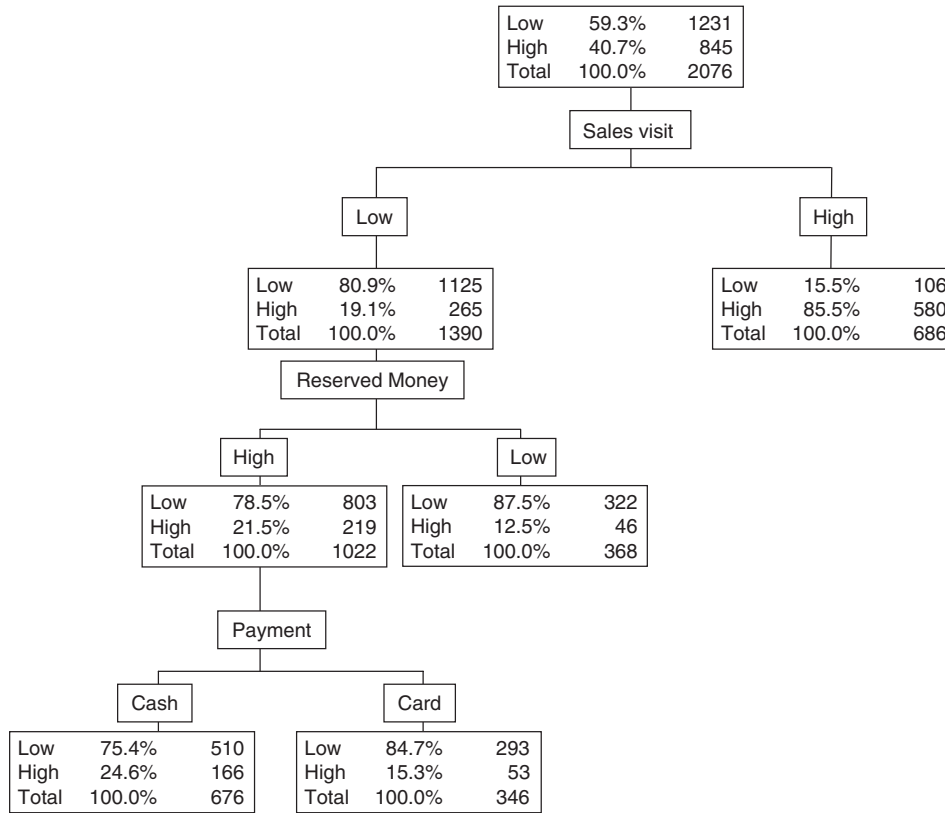 Low 59.3% 1231
High 40.7% 845
Total 100.0% 2076
Sales visit
Low
High
Low 80.9% 1125
High 19.1% 265
Total 100.0% 1390
Low 15.5% 106
High 85.5% 580
Total 100.0% 686
Reserved Money
High
Low
Low 78.5% 803
High 21.5% 219
Total 100.0% 1022
Low 87.5% 322
High 12.5% 46
Total 100.0% 368
Payment
Cash
Card
Low 75.4% 510
High 24.6% 166
Total 100.0% 676
Low 84.7% 293
High 15.3% 53
Total 100.0% 346